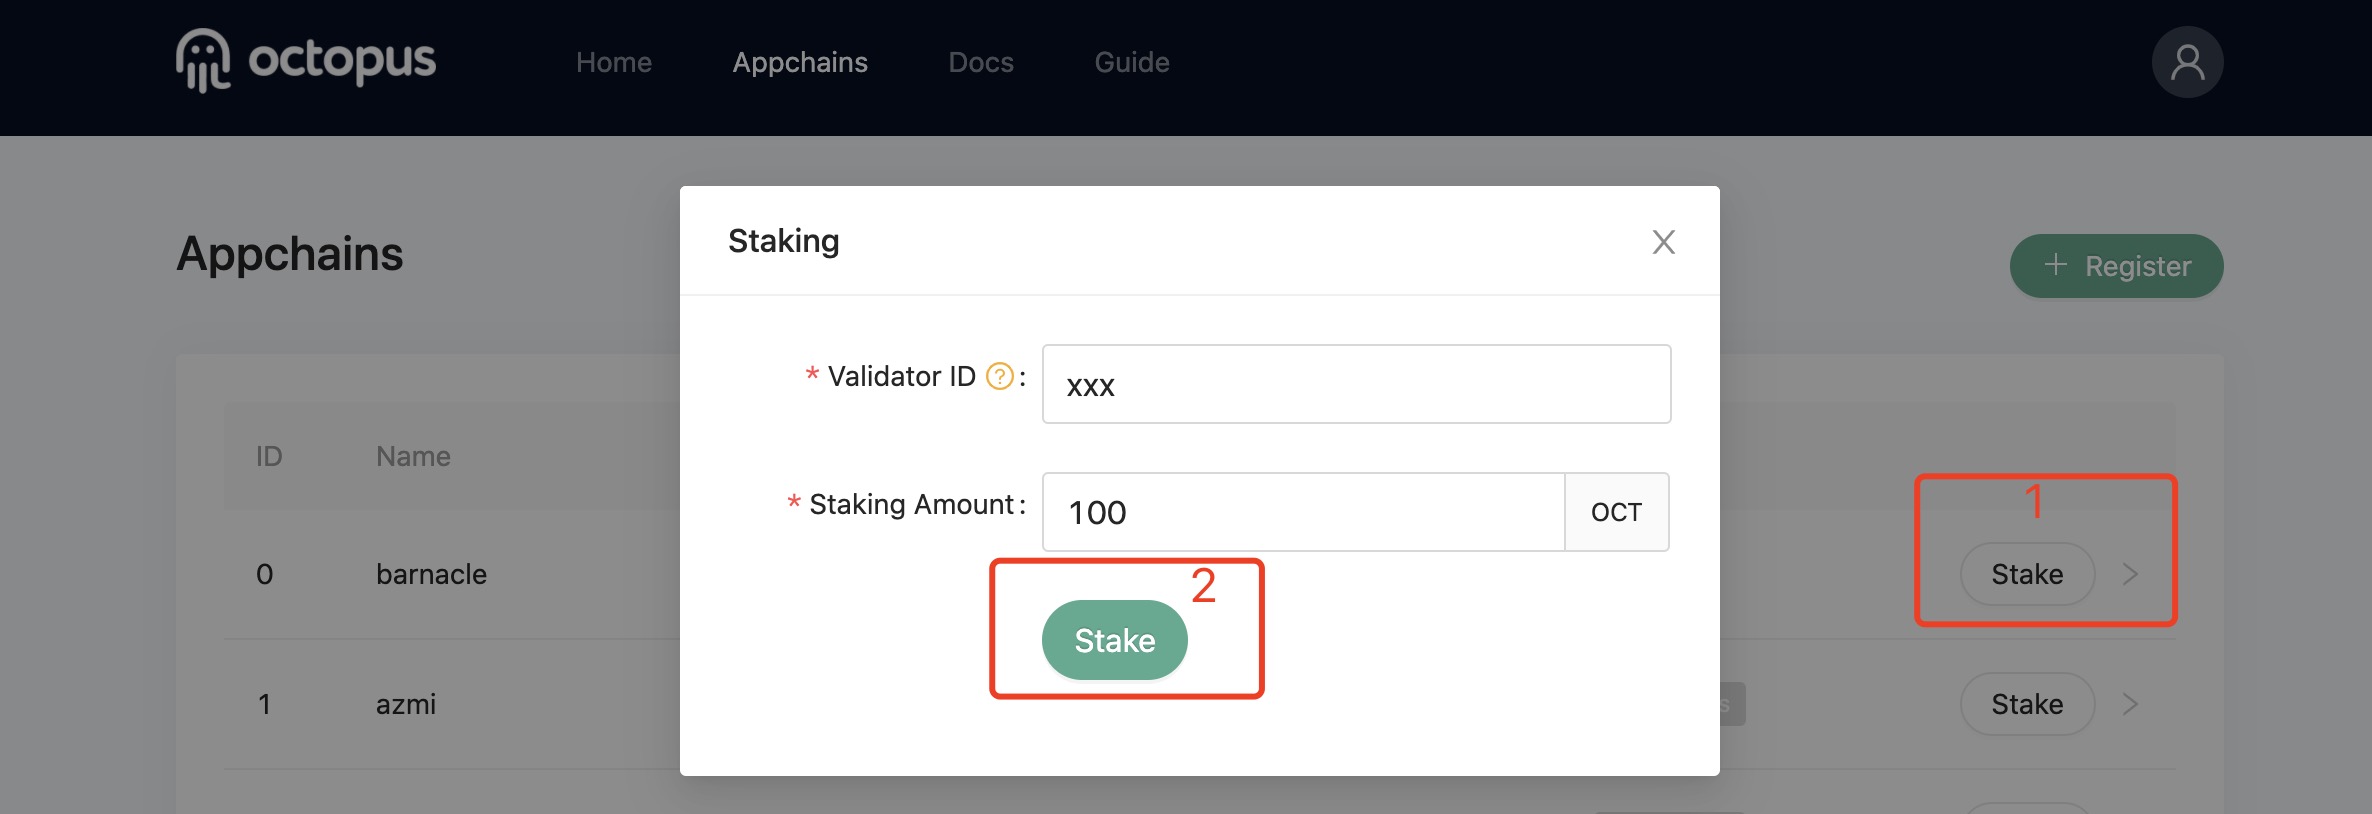 octopus Home Appchains Docs Guide
Appchains
+ Register
Staking X
* Validator ID ? : xxx
* Staking Amount : 100 OCT
Stake 2
ID Name
1
0 barnacle Stake >
1 azmi Stake >